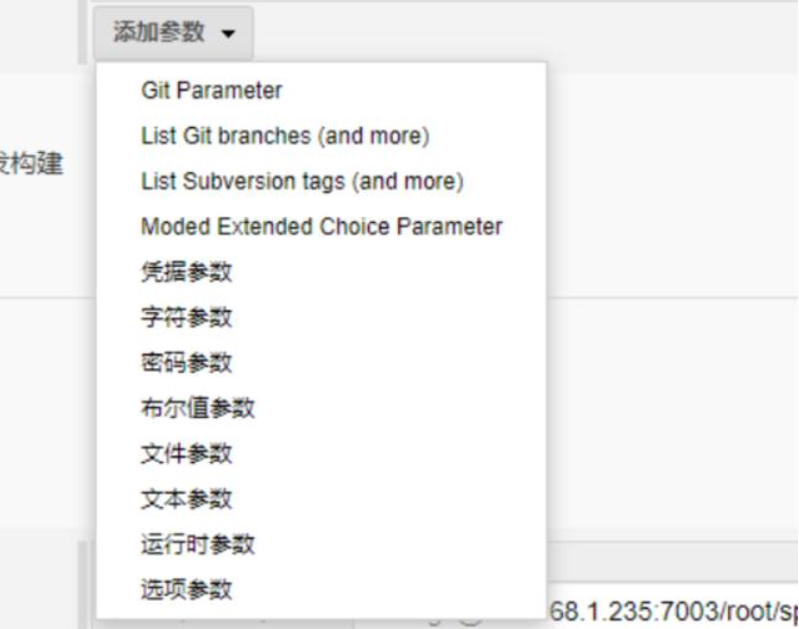 添加参数
Git Parameter
List Git branches (and more)
构建
List Subversion tags (and more)
Moded Extended Choice Parameter
凭据参数
字符参数
密码参数
布尔值参数
文件参数
文本参数
运行时参数
选项参数
68.1.235:7003/root/sp